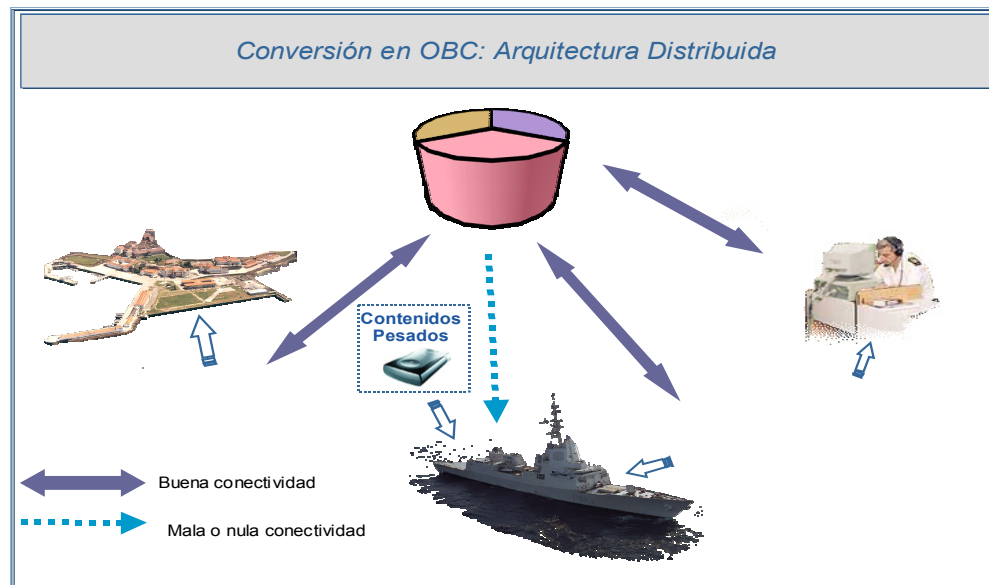 Conversión en OBC: Arquitectura Distribuida
Contenidos
Pesados
Buena conectividad
Mala o nula conectividad